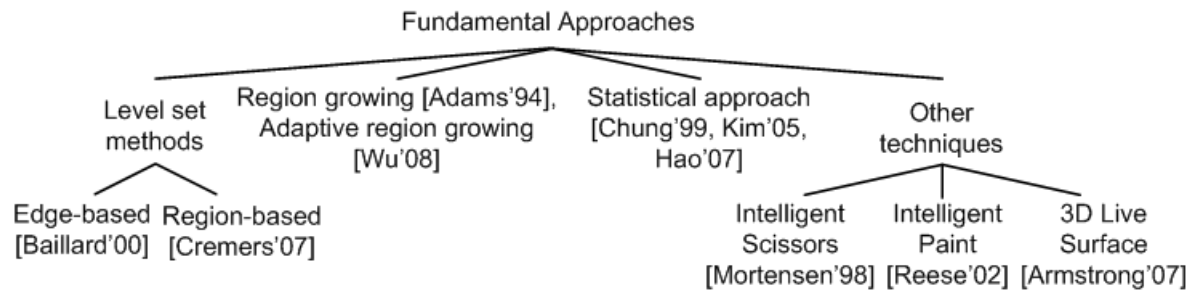 Fundamental Approaches
Level set
methods
Region growing [Adams'94],
Adaptive region growing
[Wu'08]
Statistical approach
[Chung'99, Kim'05,
Hao'07]
Other
techniques
Edge-based
[Baillard'00]
Region-based
[Cremers'07]
Intelligent
Scissors
[Mortensen'98]
Intelligent
Paint
[Reese'02]
3D Live
Surface
[Armstrong'07]